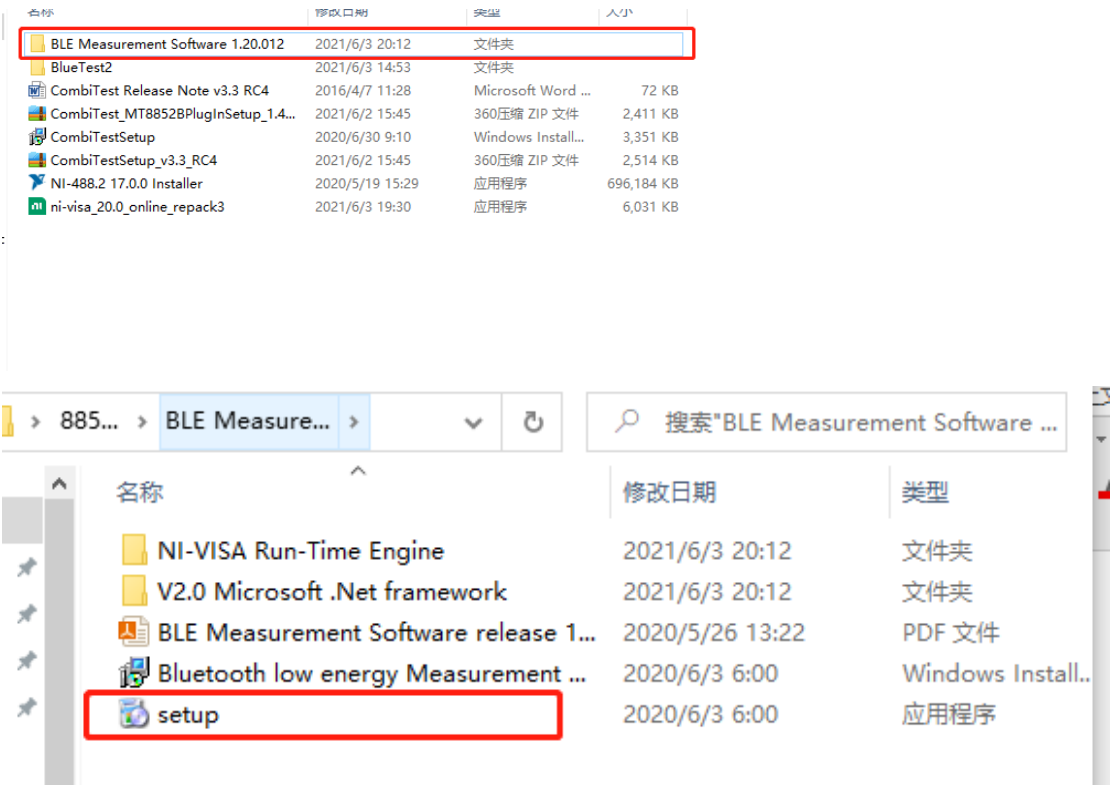 名称 修改日期 类型 大小
BLE Measurement Software 1.20.012 2021/6/3 20:12 文件夹
BlueTest2 2021/6/3 14:53 文件夹
CombiTest Release Note v3.3 RC4 2016/4/7 11:28 Microsoft Word ... 72 KB
CombiTest_MT8852BPlugInSetup_1.4... 2021/6/2 15:45 360压缩 ZIP 文件 2,411 KB
CombiTestSetup 2020/6/30 9:10 Windows Install... 3,351 KB
CombiTestSetup_v3.3_RC4 2021/6/2 15:45 360压缩 ZIP 文件 2,514 KB
NI-488.2 17.0.0 Installer 2020/5/19 15:29 应用程序 696,184 KB
ni-visa_20.0_online_repack3 2021/6/3 19:30 应用程序 6,031 KB
:
885... BLE Measure... 搜索"BLE Measurement Software ...
名称 修改日期 类型
NI-VISA Run-Time Engine 2021/6/3 20:12 文件夹
V2.0 Microsoft .Net framework 2021/6/3 20:12 文件夹
BLE Measurement Software release 1... 2020/5/26 13:22 PDF 文件
Bluetooth low energy Measurement ... 2020/6/3 6:00 Windows Install...
setup 2020/6/3 6:00 应用程序